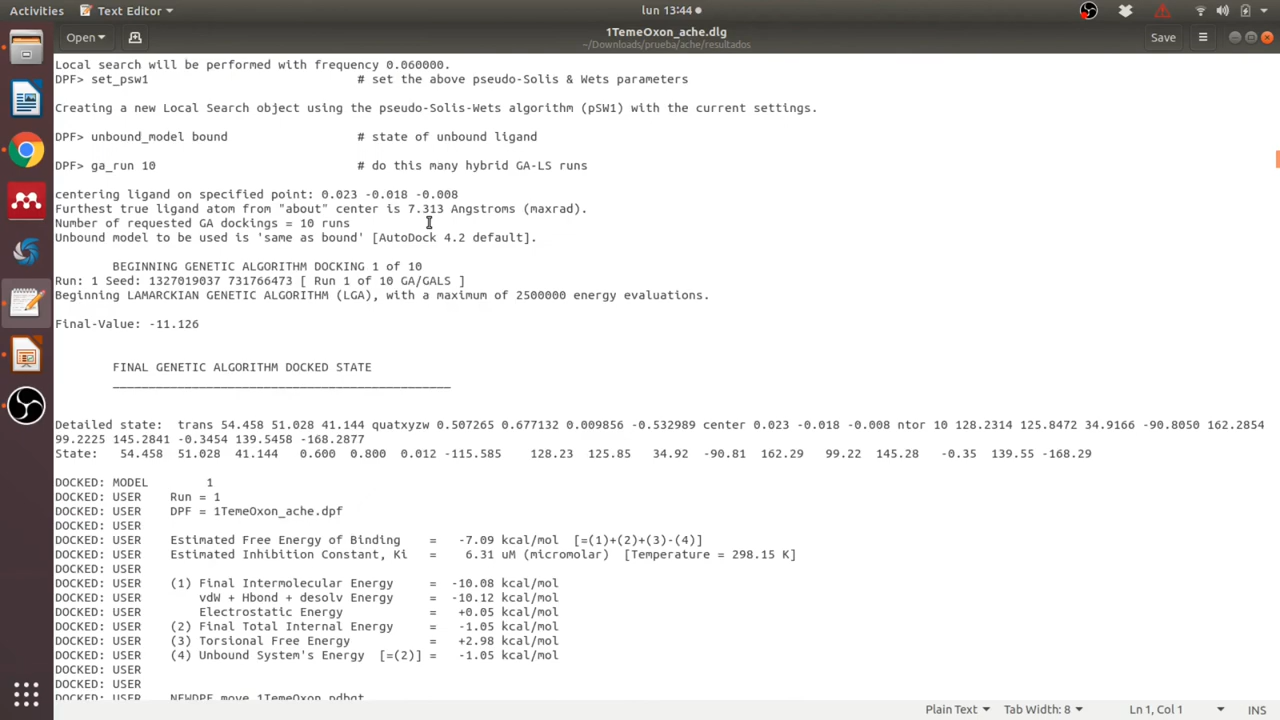 Activities Text Editor lun 13:44
Open 1TemeOxon_ache.dlg Save
~/Downloads/prueba/ache/resultados
Local search will be performed with frequency 0.060000.
DPF> set_psw1 # set the above pseudo-Solis & Wets parameters
Creating a new Local Search object using the pseudo-Solis-Wets algorithm (pSW1) with the current settings.
DPF> unbound_model bound # state of unbound ligand
DPF> ga_run 10 # do this many hybrid GA-LS runs
centering ligand on specified point: 0.023 -0.018 -0.008
Furthest true ligand atom from "about" center is 7.313 Angstroms (maxrad).
Number of requested GA dockings = 10 runs
Unbound model to be used is 'same as bound' [AutoDock 4.2 default].
BEGINNING GENETIC ALGORITHM DOCKING 1 of 10
Run: 1 Seed: 1327019037 731766473 [ Run 1 of 10 GA/GALS ]
Beginning LAMARCKIAN GENETIC ALGORITHM (LGA), with a maximum of 2500000 energy evaluations.
Final-Value: -11.126
FINAL GENETIC ALGORITHM DOCKED STATE
_______________________________________________
Detailed state: trans 54.458 51.028 41.144 quatxyzw 0.507265 0.677132 0.009856 -0.532989 center 0.023 -0.018 -0.008 ntor 10 128.2314 125.8472 34.9166 -90.8050 162.2854
99.2225 145.2841 -0.3454 139.5458 -168.2877
State: 54.458 51.028 41.144 0.600 0.800 0.012 -115.585 128.23 125.85 34.92 -90.81 162.29 99.22 145.28 -0.35 139.55 -168.29
DOCKED: MODEL 1
DOCKED: USER Run = 1
DOCKED: USER DPF = 1TemeOxon_ache.dpf
DOCKED: USER
DOCKED: USER Estimated Free Energy of Binding = -7.09 kcal/mol [=(1)+(2)+(3)-(4)]
DOCKED: USER Estimated Inhibition Constant, Ki = 6.31 uM (micromolar) [Temperature = 298.15 K]
DOCKED: USER
DOCKED: USER (1) Final Intermolecular Energy = -10.08 kcal/mol
DOCKED: USER vdW + Hbond + desolv Energy = -10.12 kcal/mol
DOCKED: USER Electrostatic Energy = +0.05 kcal/mol
DOCKED: USER (2) Final Total Internal Energy = -1.05 kcal/mol
DOCKED: USER (3) Torsional Free Energy = +2.98 kcal/mol
DOCKED: USER (4) Unbound System's Energy [=(2)] = -1.05 kcal/mol
DOCKED: USER
DOCKED: USER
DOCKED: USER NEWDPF move 1TemeOxon.pdbqt
Plain Text Tab Width: 8 Ln 1, Col 1 INS